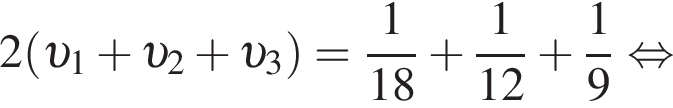 2(υ₁ + υ₂ + υ₃) = 1/18 + 1/12 + 1/9 ⇔